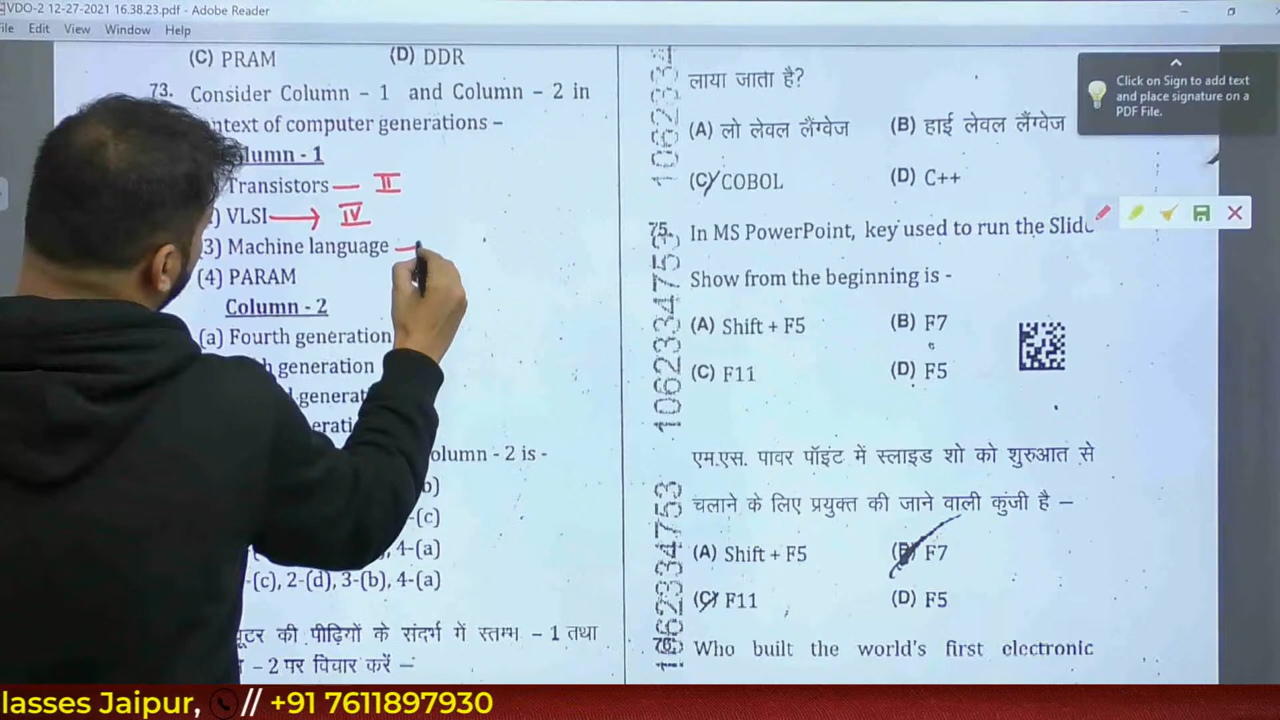 VDO-2 12-27-2021 16.38.23.pdf - Adobe Reader
File Edit View Window Help
(C) PRAM (D) DDR
73. Consider Column - 1 and Column - 2 in
of computer generations –
- 1
Transistors — II
VLSI → IV
3) Machine language —
(4) PARAM
Column - 2
(a) Fourth generation
generation
- 2 is -
b)
-(c)
, 4-(a)
-(c), 2-(d), 3-(b), 4-(a)
की पीढ़ियों के संदर्भ में स्तम्भ - 1 तथा
- 2 पर विचार करें –
लाया जाता है?
(A) लो लेवल लैंग्वेज (B) हाई लेवल लैंग्वेज
(C) COBOL (D) C++
75. In MS PowerPoint, key used to run the Slide
Show from the beginning is -
(A) Shift + F5 (B) F7
(C) F11 (D) F5
एम.एस. पावर पॉइंट में स्लाइड शो को शुरुआत से
चलाने के लिए प्रयुक्त की जाने वाली कुंजी है –
(A) Shift + F5 (B) F7
(C) F11 (D) F5
76. Who built the world's first electronic
1062334753
1062334753
Click on Sign to add text
and place signature on a
PDF File.
lasses Jaipur, // +91 7611897930